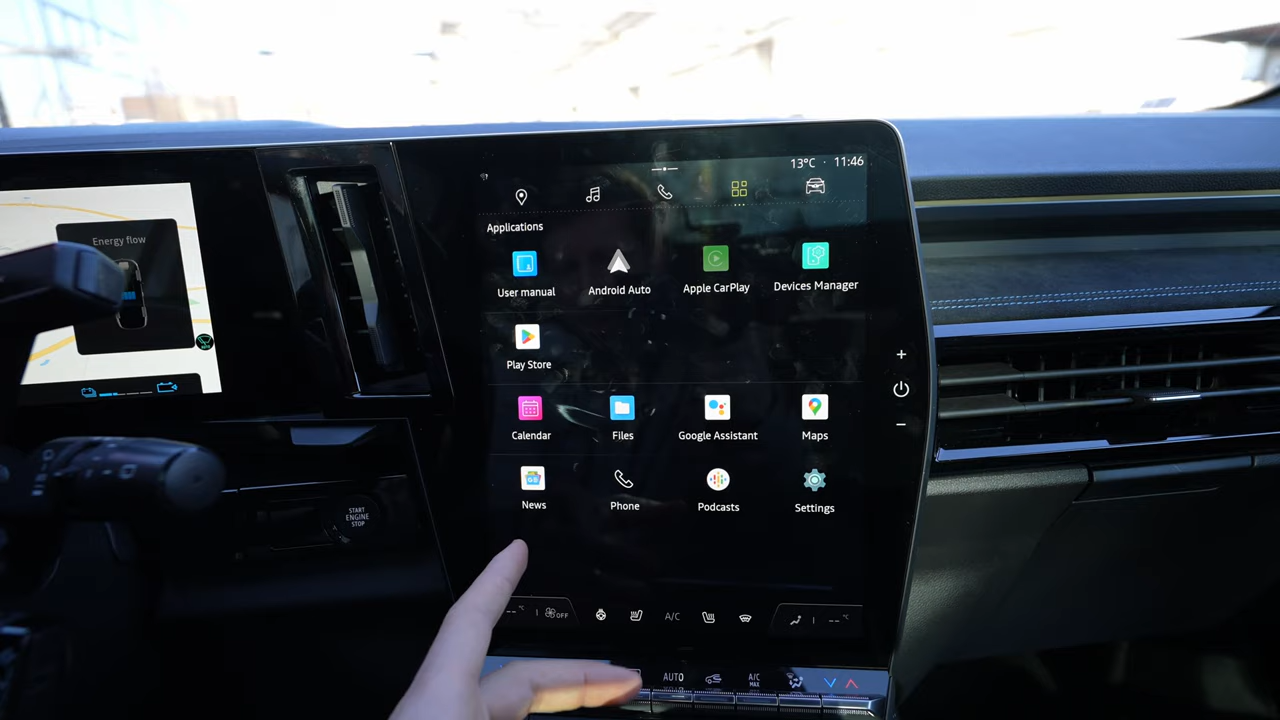 13°C · 11:46
Applications
User manual
Android Auto
Apple CarPlay
Devices Manager
Play Store
Calendar
Files
Google Assistant
Maps
News
Phone
Podcasts
Settings
Energy flow
START
ENGINE
STOP
--°C
OFF
A/C
--°C
AUTO
A/C
MAX